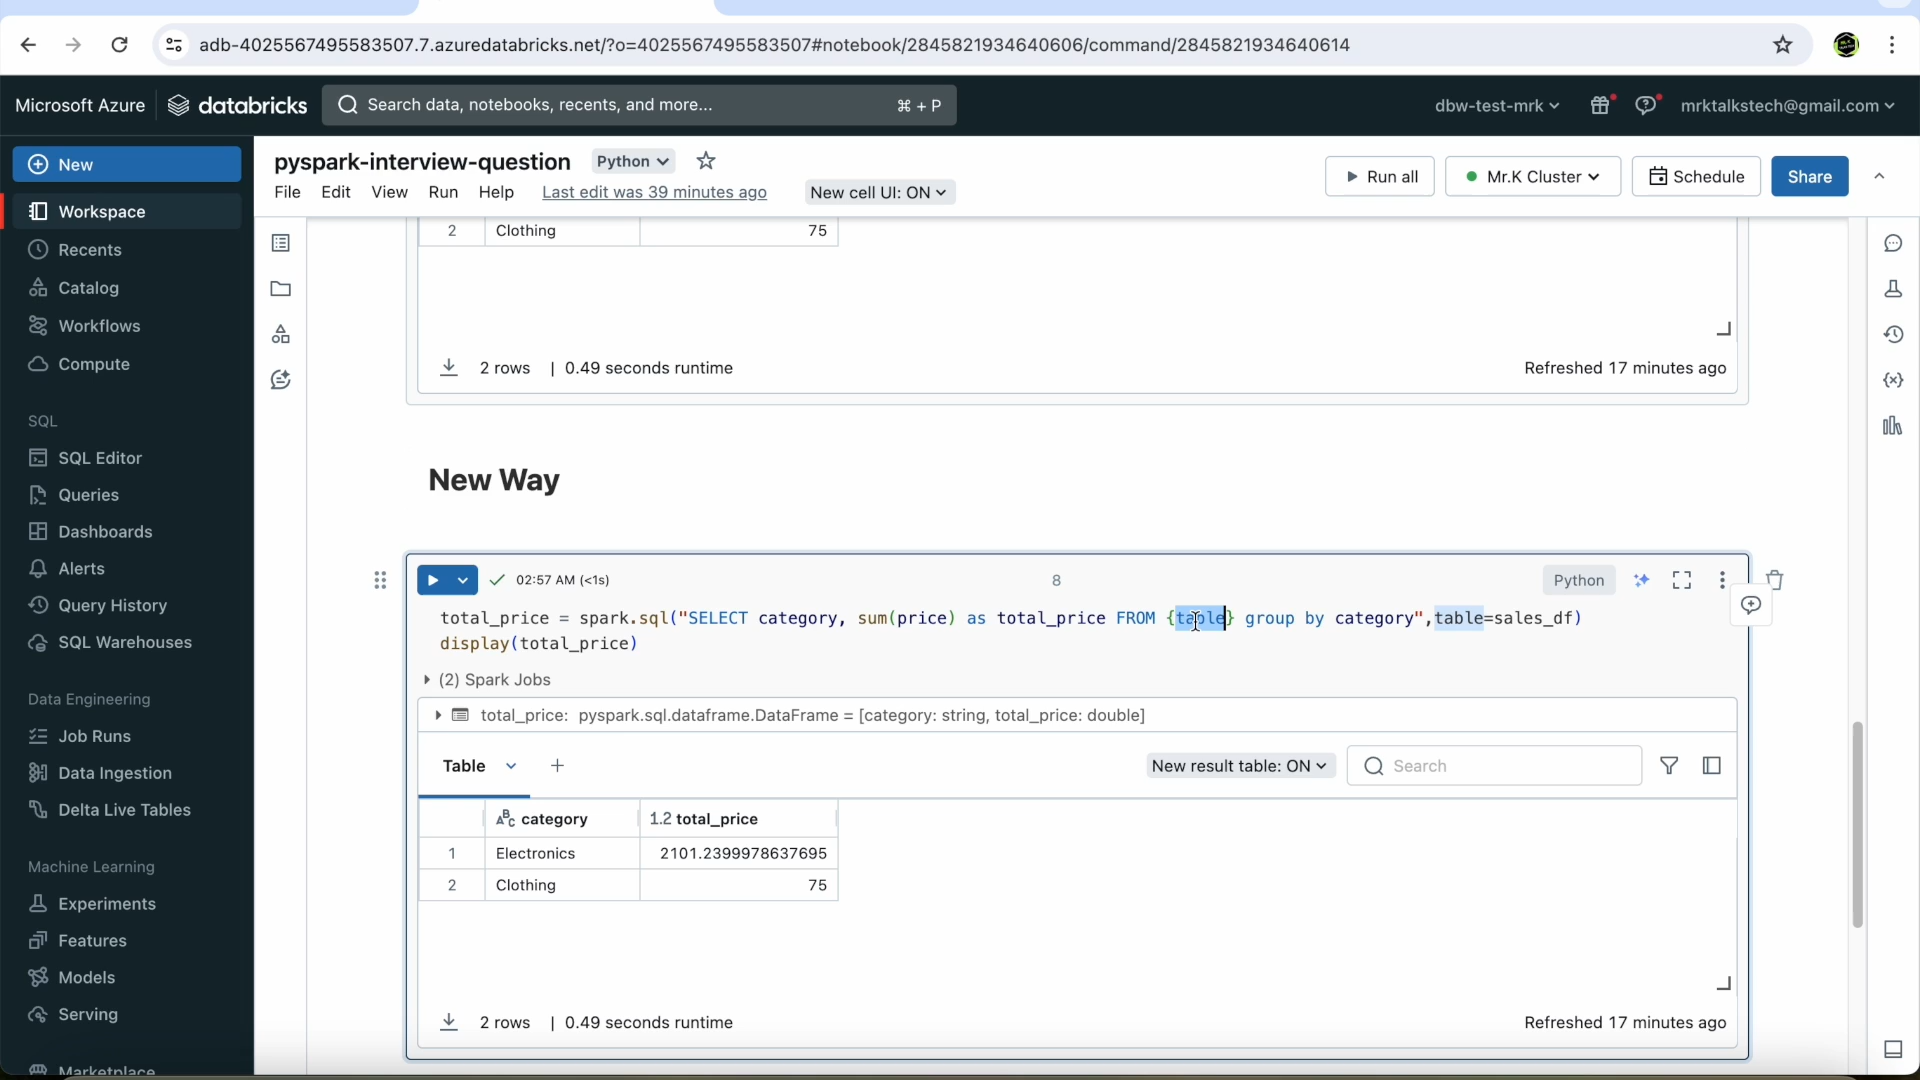 adb-4025567495583507.7.azuredatabricks.net/?o=4025567495583507#notebook/2845821934640606/command/2845821934640614
Microsoft Azure databricks Search data, notebooks, recents, and more... ⌘ + P dbw-test-mrk mrktalkstech@gmail.com
New
Workspace
Recents
Catalog
Workflows
Compute
SQL
SQL Editor
Queries
Dashboards
Alerts
Query History
SQL Warehouses
Data Engineering
Job Runs
Data Ingestion
Delta Live Tables
Machine Learning
Experiments
Features
Models
Serving
Marketplace
pyspark-interview-question Python
File Edit View Run Help Last edit was 39 minutes ago New cell UI: ON
Run all Mr.K Cluster Schedule Share
2 Clothing 75
2 rows | 0.49 seconds runtime Refreshed 17 minutes ago
New Way
02:57 AM (<1s) 8 Python
total_price = spark.sql("SELECT category, sum(price) as total_price FROM {table} group by category",table=sales_df)
display(total_price)
(2) Spark Jobs
total_price: pyspark.sql.dataframe.DataFrame = [category: string, total_price: double]
Table + New result table: ON Search
ABC category 1.2 total_price
1 Electronics 2101.2399978637695
2 Clothing 75
2 rows | 0.49 seconds runtime Refreshed 17 minutes ago